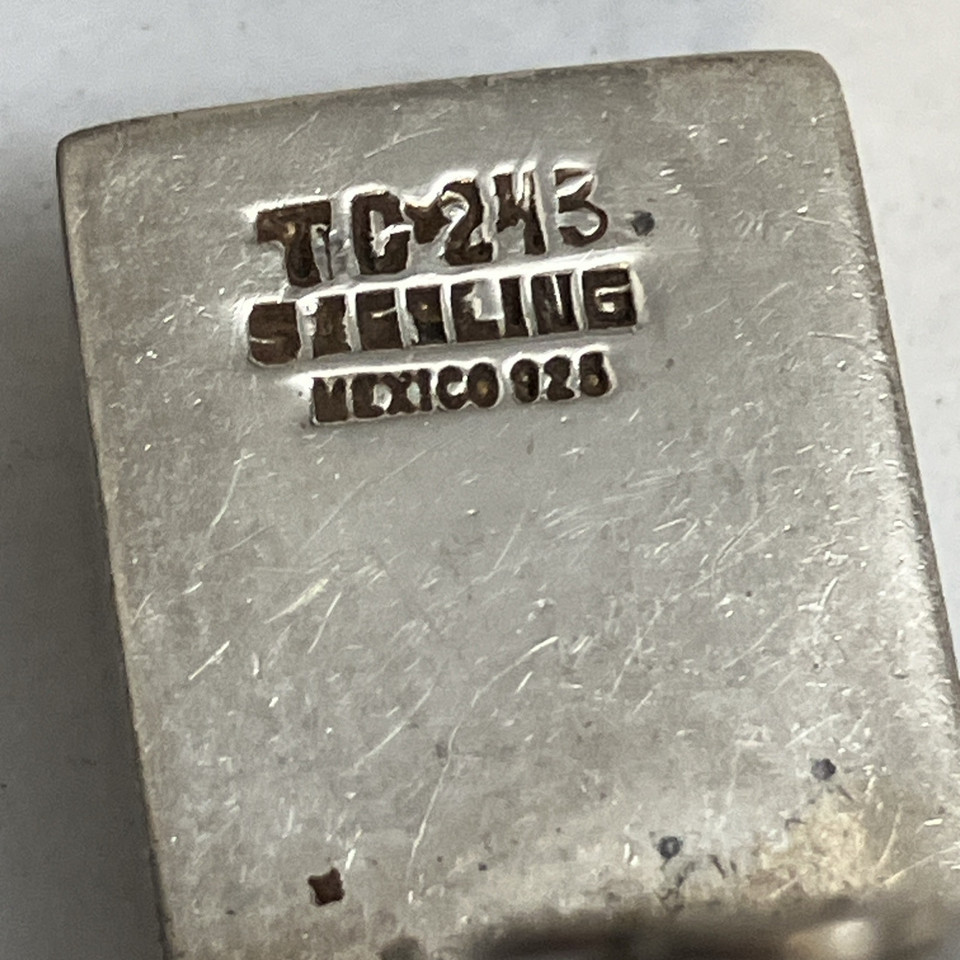 TC-243
STERLING
MEXICO 925